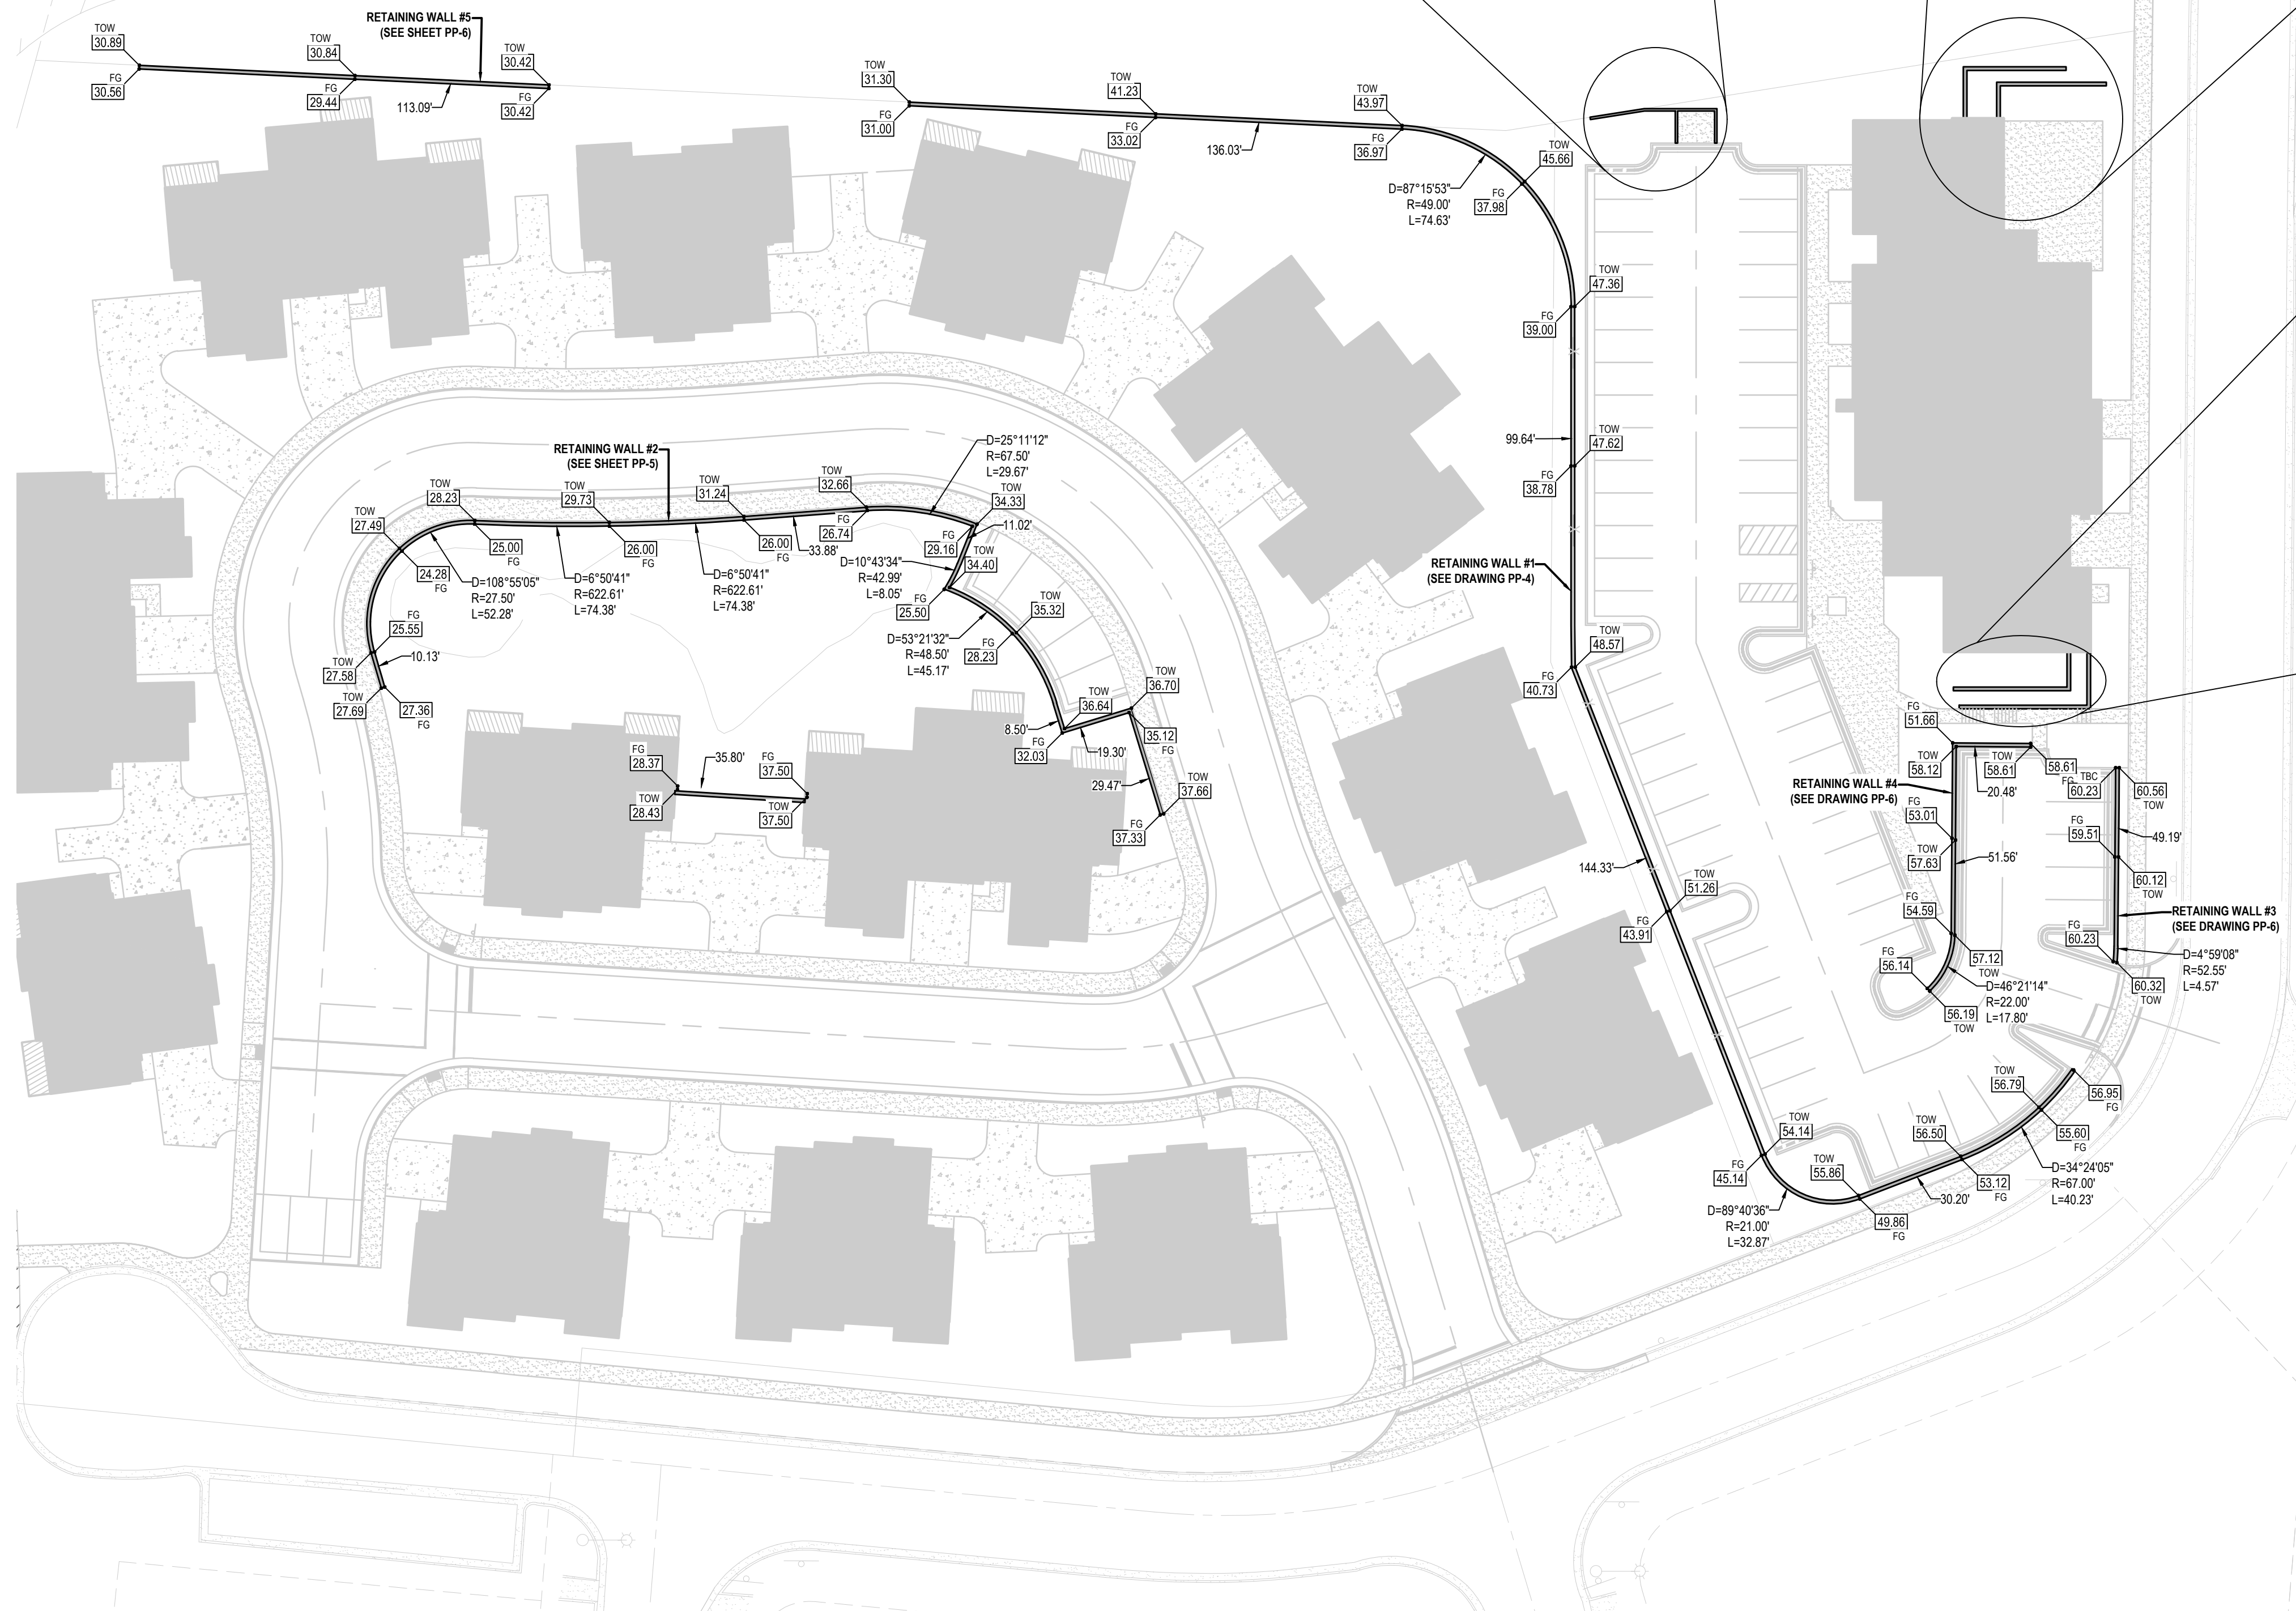 RETAINING WALL #5
(SEE SHEET PP-6)
TOW
30.89
FG
30.56
TOW
30.84
FG
29.44
TOW
30.42
FG
30.42
113.09'
TOW
31.30
FG
31.00
TOW
41.23
FG
33.02
136.03'
TOW
43.97
FG
36.97
D=87°15'53"
R=49.00'
L=74.63'
TOW
45.66
FG
37.98
TOW
47.36
FG
39.00
99.64'
TOW
47.62
FG
38.78
RETAINING WALL #1
(SEE DRAWING PP-4)
TOW
48.57
FG
40.73
144.33'
TOW
51.26
FG
43.91
TOW
54.14
FG
45.14
D=89°40'36"
R=21.00'
L=32.87'
TOW
55.86
49.86
FG
30.20'
TOW
56.50
53.12
FG
TOW
56.79
55.60
FG
56.95
FG
D=34°24'05"
R=67.00'
L=40.23'
RETAINING WALL #2
(SEE SHEET PP-5)
TOW
27.49
24.28
FG
TOW
28.23
25.00
FG
TOW
29.73
26.00
FG
TOW
31.24
26.00
FG
33.88'
TOW
32.66
FG
26.74
D=25°11'12"
R=67.50'
L=29.67'
TOW
34.33
FG
29.16
11.02'
TOW
34.40
D=10°43'34"
R=42.99'
L=8.05'
FG
25.50
D=108°55'05"
R=27.50'
L=52.28'
D=6°50'41"
R=622.61'
L=74.38'
D=6°50'41"
R=622.61'
L=74.38'
FG
25.55
TOW
27.58
10.13'
TOW
27.69
27.36
FG
TOW
35.32
FG
28.23
D=53°21'32"
R=48.50'
L=45.17'
TOW
36.70
TOW
36.64
8.50'
FG
32.03
19.30'
35.12
FG
29.47'
TOW
37.66
FG
37.33
FG
28.37
TOW
28.43
35.80'
FG
37.50
TOW
37.50
RETAINING WALL #4
(SEE DRAWING PP-6)
FG
51.66
TOW
58.12
TOW
58.61
58.61
FG
20.48'
FG
53.01
TOW
57.63
51.56'
FG
54.59
57.12
TOW
FG
56.14
56.19
TOW
D=46°21'14"
R=22.00'
L=17.80'
TBC
60.23
60.56
TOW
49.19'
FG
59.51
60.12
TOW
RETAINING WALL #3
(SEE DRAWING PP-6)
FG
60.23
60.32
TOW
D=4°59'08"
R=52.55'
L=4.57'